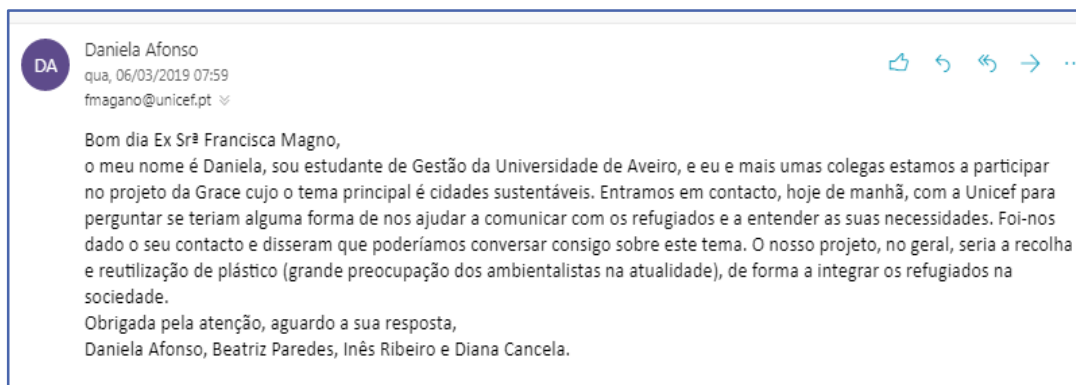 DA
Daniela Afonso
qua, 06/03/2019 07:59
fmagano@unicef.pt
Bom dia Ex Srª Francisca Magno,
o meu nome é Daniela, sou estudante de Gestão da Universidade de Aveiro, e eu e mais umas colegas estamos a participar
no projeto da Grace cujo o tema principal é cidades sustentáveis. Entramos em contacto, hoje de manhã, com a Unicef para
perguntar se teriam alguma forma de nos ajudar a comunicar com os refugiados e a entender as suas necessidades. Foi-nos
dado o seu contacto e disseram que poderíamos conversar consigo sobre este tema. O nosso projeto, no geral, seria a recolha
e reutilização de plástico (grande preocupação dos ambientalistas na atualidade), de forma a integrar os refugiados na
sociedade.
Obrigada pela atenção, aguardo a sua resposta,
Daniela Afonso, Beatriz Paredes, Inês Ribeiro e Diana Cancela.